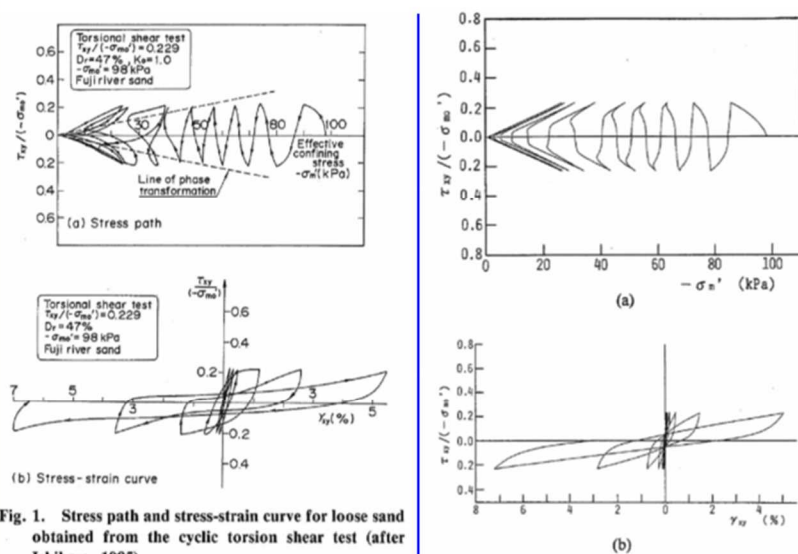 0.6
0.4
0.2
0
0.2
0.4
0.6
Torsional shear test
τxy/(-σmo')=0.229
Dr=47%, Ko=1.0
-σmo'=98 kPa
Fuji river sand
30
50
80
100
Effective
confining
stress
-σm'(kPa)
Line of phase
transformation
τxy/(-σmo')
(a) Stress path
Torsional shear test
τxy/(-σmo')=0.229
Dr=47%
-σmo'=98 kPa
Fuji river sand
τxy
(-σmo')
0.6
0.4
0.2
0.2
0.4
7
5
3
3
5
γxy(%)
(b) Stress-strain curve
Fig. 1. Stress path and stress-strain curve for loose sand
obtained from the cyclic torsion shear test (after
0.8
0.6
0.4
0.2
0.0
0.2
0.4
0.6
0.8
τxy/(-σmo')
0
20
40
60
80
100
-σm' (kPa)
(a)
0.8
0.6
0.4
0.2
0.0
0.2
0.4
τxy/(-σm')
8
6
4
2
0
2
4
γxy (%)
(b)